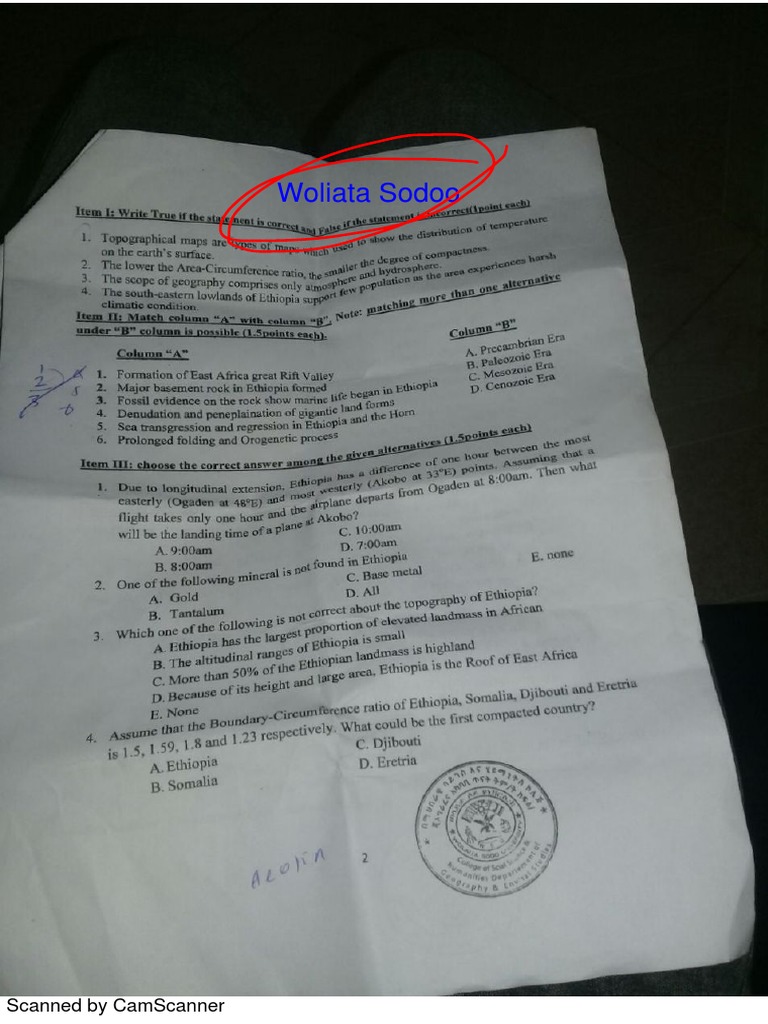 Woliata Sodoo
Item I: Write True if the statement is correct and False if the statement is incorrect(1point each)
1. Topographical maps are types of maps which used to show the distribution of temperature
on the earth's surface.
2. The lower the Area-Circumference ratio, the smaller the degree of compactness.
3. The scope of geography comprises only atmosphere and hydrosphere.
4. The south-eastern lowlands of Ethiopia support few population as the area experiences harsh
climatic condition.
Item II: Match column "A" with column "B", Note: matching more than one alternative
under "B" column is possible (1.5points each).
Column "A"
1. Formation of East Africa great Rift Valley
2. Major basement rock in Ethiopia formed
3. Fossil evidence on the rock show marine life began in Ethiopia
4. Denudation and peneplaination of gigantic land forms
5. Sea transgression and regression in Ethiopia and the Horn
6. Prolonged folding and Orogenetic process
Column "B"
A. Precambrian Era
B. Paleozoic Era
C. Mesozoic Era
D. Cenozoic Era
Item III: choose the correct answer among the given alternatives (1.5points each)
1. Due to longitudinal extension, Ethiopia has a difference of one hour between the most
easterly (Ogaden at 48°E) and most westerly (Akobo at 33°E) points. Assuming that a
flight takes only one hour and the airplane departs from Ogaden at 8:00am. Then what
will be the landing time of a plane at Akobo?
A. 9:00am
B. 8:00am
C. 10:00am
D. 7:00am
2. One of the following mineral is not found in Ethiopia
A. Gold
B. Tantalum
C. Base metal
D. All
E. none
3. Which one of the following is not correct about the topography of Ethiopia?
A. Ethiopia has the largest proportion of elevated landmass in African
B. The altitudinal ranges of Ethiopia is small
C. More than 50% of the Ethiopian landmass is highland
D. Because of its height and large area, Ethiopia is the Roof of East Africa
E. None
4. Assume that the Boundary-Circumference ratio of Ethiopia, Somalia, Djibouti and Eretria
is 1.5, 1.59, 1.8 and 1.23 respectively. What could be the first compacted country?
A. Ethiopia
B. Somalia
C. Djibouti
D. Eretria
College of Social Science &
Humanities Department of
Geography &
Studies
2
Scanned by CamScanner